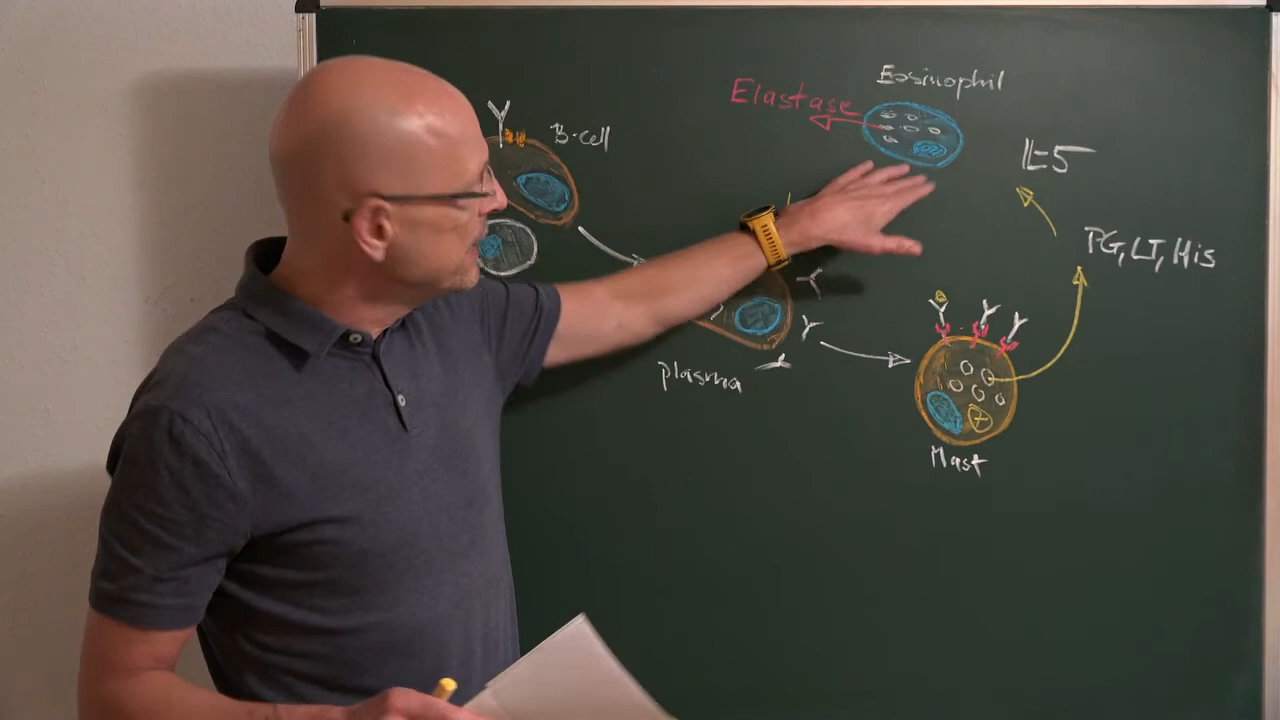 Eosinophil
Elastase
B-cell
IL-5
PG, LT, His
plasma
Mast